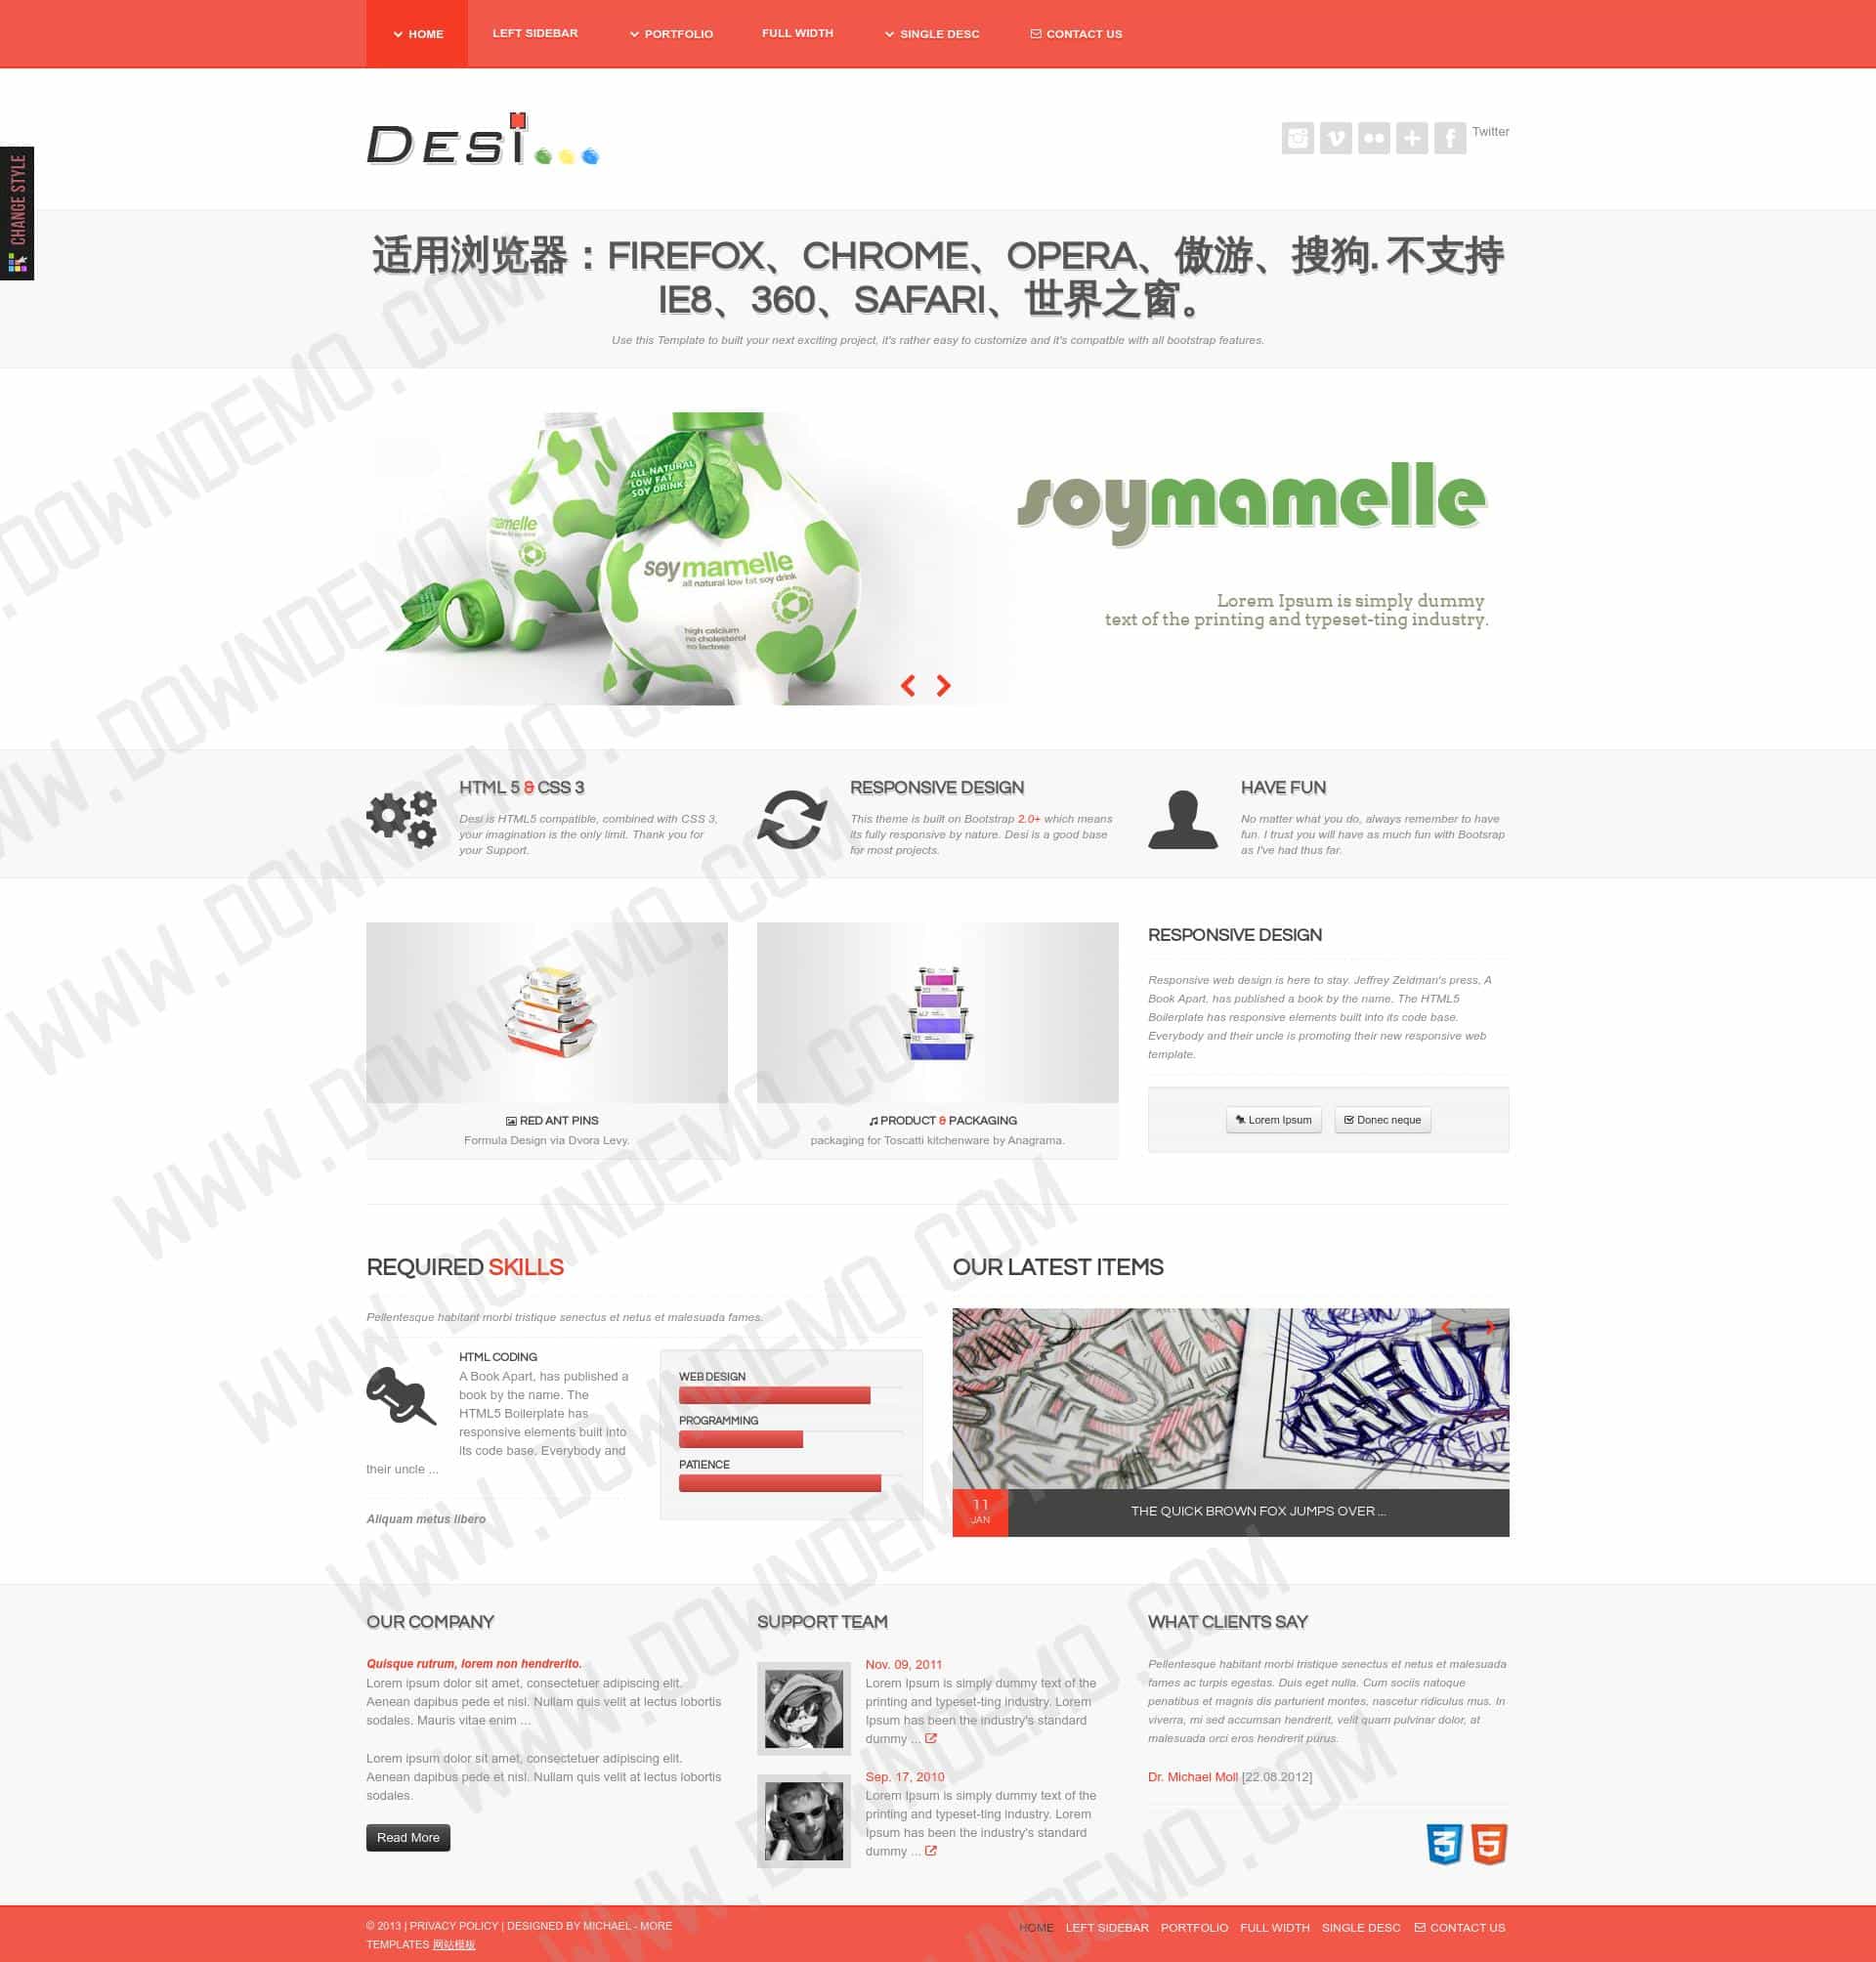 HOME LEFT SIDEBAR PORTFOLIO FULL WIDTH SINGLE DESC CONTACT US
Desi
Twitter
CHANGE STYLE
适用浏览器：FIREFOX、CHROME、OPERA、傲游、搜狗. 不支持
IE8、360、SAFARI、世界之窗。
Use this Template to built your next exciting project, it's rather easy to customize and it's compatble with all bootstrap features.
ALL NATURAL
LOW FAT
SOY DRINK
mamelle
soymamelle
all natural low fat soy drink
high calcium
no cholesterol
no lactose
soymamelle
Lorem Ipsum is simply dummy
text of the printing and typeset-ting industry.
HTML 5 & CSS 3
Desi is HTML5 compatible, combined with CSS 3,
your imagination is the only limit. Thank you for
your Support.
RESPONSIVE DESIGN
This theme is built on Bootstrap 2.0+ which means
its fully responsive by nature. Desi is a good base
for most projects.
HAVE FUN
No matter what you do, always remember to have
fun. I trust you will have as much fun with Bootsrap
as I've had thus far.
RED ANT PINS
Formula Design via Dvora Levy.
PRODUCT & PACKAGING
packaging for Toscatti kitchenware by Anagrama.
RESPONSIVE DESIGN
Responsive web design is here to stay. Jeffrey Zeldman's press, A
Book Apart, has published a book by the name. The HTML5
Boilerplate has responsive elements built into its code base.
Everybody and their uncle is promoting their new responsive web
template.
Lorem Ipsum Donec neque
REQUIRED SKILLS
Pellentesque habitant morbi tristique senectus et netus et malesuada fames.
HTML CODING
A Book Apart, has published a
book by the name. The
HTML5 Boilerplate has
responsive elements built into
its code base. Everybody and
their uncle ...
Aliquam metus libero
WEB DESIGN
PROGRAMMING
PATIENCE
OUR LATEST ITEMS
11
JAN
THE QUICK BROWN FOX JUMPS OVER ...
OUR COMPANY
Quisque rutrum, lorem non hendrerito.
Lorem ipsum dolor sit amet, consectetuer adipiscing elit.
Aenean dapibus pede et nisl. Nullam quis velit at lectus lobortis
sodales. Mauris vitae enim ...
Lorem ipsum dolor sit amet, consectetuer adipiscing elit.
Aenean dapibus pede et nisl. Nullam quis velit at lectus lobortis
sodales.
Read More
SUPPORT TEAM
Nov. 09, 2011
Lorem Ipsum is simply dummy text of the
printing and typeset-ting industry. Lorem
Ipsum has been the industry's standard
dummy ...
Sep. 17, 2010
Lorem Ipsum is simply dummy text of the
printing and typeset-ting industry. Lorem
Ipsum has been the industry's standard
dummy ...
WHAT CLIENTS SAY
Pellentesque habitant morbi tristique senectus et netus et malesuada
fames ac turpis egestas. Duis eget nulla. Cum sociis natoque
penatibus et magnis dis parturient montes, nascetur ridiculus mus. In
viverra, mi sed accumsan hendrerit, velit quam pulvinar dolor, at
malesuada orci eros hendrerit purus.
Dr. Michael Moll [22.08.2012]
3 5
© 2013 | PRIVACY POLICY | DESIGNED BY MICHAEL - MORE
TEMPLATES 网站模板
HOME LEFT SIDEBAR PORTFOLIO FULL WIDTH SINGLE DESC CONTACT US
WWW.DOWNDEMO.COM